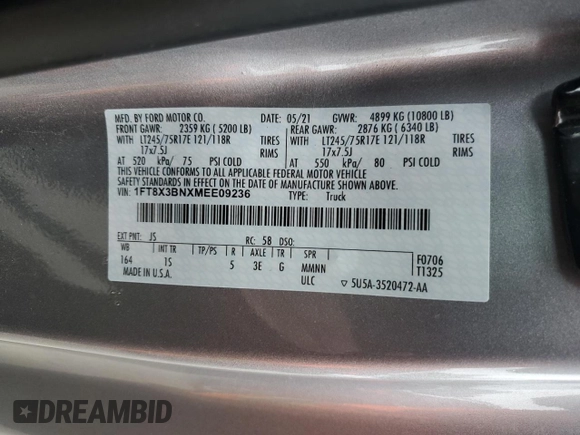 MFD. BY FORD MOTOR CO. DATE: 05/21 GVWR: 4899 KG (10800 LB)
FRONT GAWR: 2359 KG ( 5200 LB) REAR GAWR: 2876 KG ( 6340 LB)
WITH LT245/75R17E 121/118R TIRES WITH LT245/75R17E 121/118R TIRES
17x7.5J RIMS 17x7.5J RIMS
AT 520 kPa/ 75 PSI COLD AT 550 kPa/ 80 PSI COLD
THIS VEHICLE CONFORMS TO ALL APPLICABLE FEDERAL MOTOR VEHICLE
SAFETY STANDARDS IN EFFECT ON THE DATE OF MANUFACTURE SHOWN ABOVE.
VIN: 1FT8X3BNXMEE09236 TYPE: Truck
EXT PNT: JS RC: 58 DSO:
WB INT TR TP/PS R AXLE TR SPR F0706
164 1S 5 3E G MMNN T1325
MADE IN U.S.A. ULC ▽ 5U5A-3520472-AA
DREAMBID